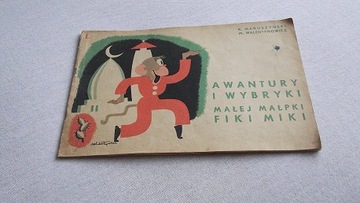 K. MAKUSZYŃSKI
M. WALENTYNOWICZ
AWANTURY
I WYBRYKI
MAŁEJ MAŁPKI
FIKI MIKI